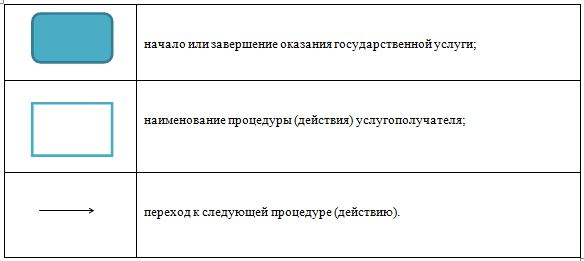 начало или завершение оказания государственной услуги;
наименование процедуры (действия) услугополучателя;
переход к следующей процедуре (действию).